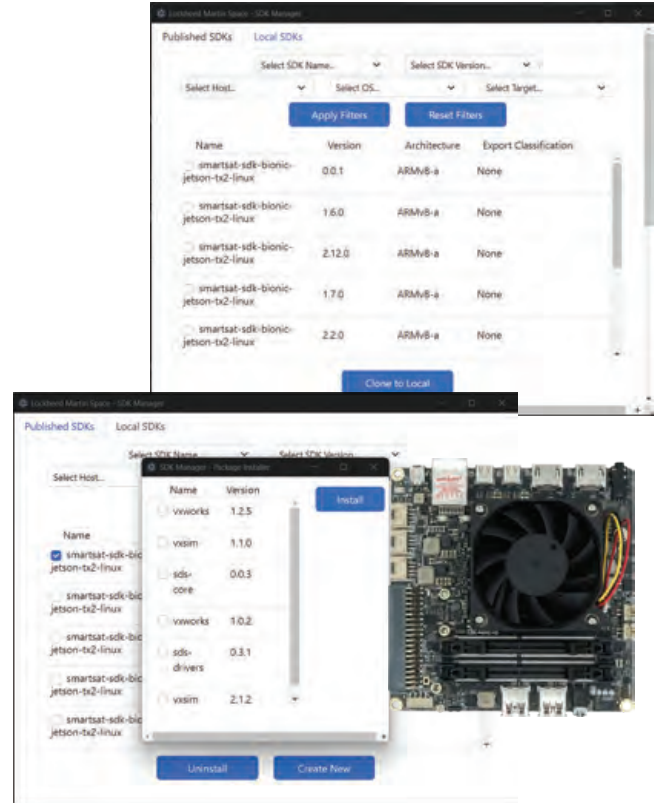 Lockheed Martin Space - SDK Manager
Published SDKs Local SDKs
Select SDK Name... Select SDK Version...
Select Host... Select OS... Select Target...
Apply Filters Reset Filters
Name Version Architecture Export Classification
smartsat-sdk-bionic-
jetson-tx2-linux 0.0.1 ARMv8-a None
smartsat-sdk-bionic-
jetson-tx2-linux 1.6.0 ARMv8-a None
smartsat-sdk-bionic-
jetson-tx2-linux 2.12.0 ARMv8-a None
smartsat-sdk-bionic-
jetson-tx2-linux 1.7.0 ARMv8-a None
smartsat-sdk-bionic-
jetson-tx2-linux 2.2.0 ARMv8-a None
Clone to Local
Lockheed Martin Space - SDK Manager
Published SDKs Local SDKs
Select SDK Name... Select SDK Version...
Select Host...
Name
smartsat-sdk-bio
jetson-tx2-linux
smartsat-sdk-bio
jetson-tx2-linux
smartsat-sdk-bio
jetson-tx2-linux
smartsat-sdk-bio
jetson-tx2-linux
smartsat-sdk-bio
jetson-tx2-linux
SDK Manager - Package Installer
Name Version
Install
vxworks 1.2.5
vxsim 1.1.0
sds-
core 0.0.3
vxworks 1.0.2
sds-
drivers 0.3.1
vxsim 2.1.2
Uninstall Create New